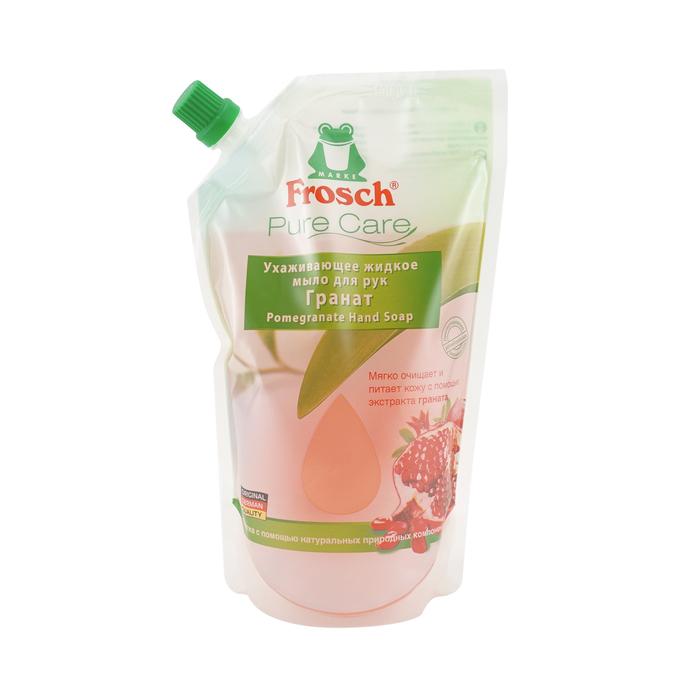 MARKE
Frosch®
Pure Care
Ухаживающее жидкое
мыло для рук
Гранат
Pomegranate Hand Soap
Мягко очищает и
питает кожу с помощью
экстракта граната
ORIGINAL
GERMAN
QUALITY
с помощью натуральных природных